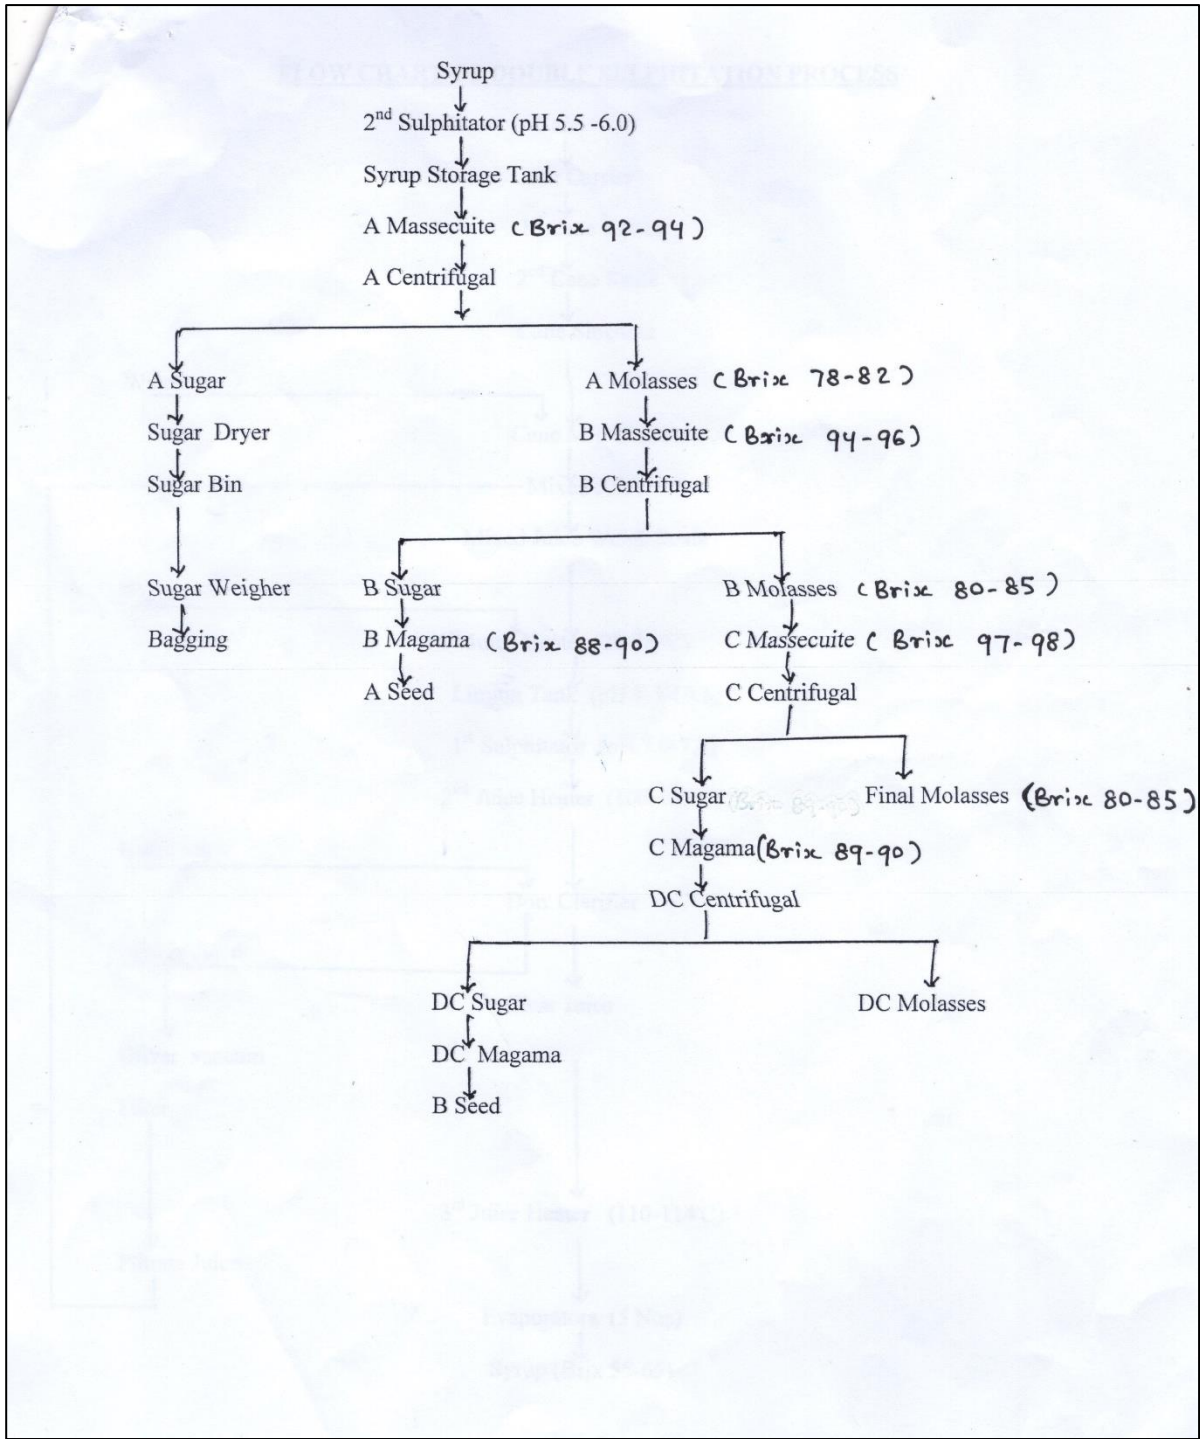 Syrup
2nd Sulphitator (pH 5.5 -6.0)
Syrup Storage Tank
A Massecuite (Brix 92-94)
A Centrifugal
A Sugar A Molasses (Brix 78-82)
Sugar Dryer B Massecuite (Brix 94-96)
Sugar Bin B Centrifugal
Sugar Weigher B Sugar B Molasses (Brix 80-85)
Bagging B Magama (Brix 88-90) C Massecuite (Brix 97-98)
A Seed C Centrifugal
C Sugar Final Molasses (Brix 80-85)
C Magama (Brix 89-90)
DC Centrifugal
DC Sugar DC Molasses
DC Magama
B Seed